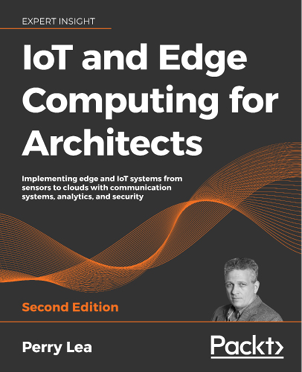 EXPERT INSIGHT
IoT and Edge
Computing for
Architects
Implementing edge and IoT systems from
sensors to clouds with communication
systems, analytics, and security
Second Edition
Perry Lea
Packt>